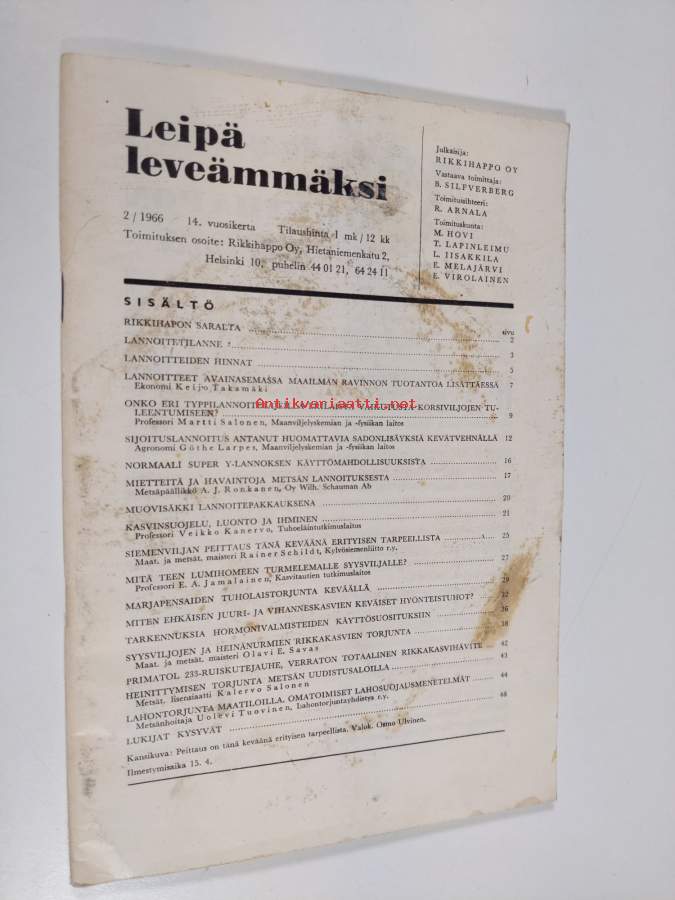 Leipä
leveämmäksi
2 / 1966 14. vuosikerta Tilaushinta 1 mk / 12 kk
Toimituksen osoite: Rikkihappo Oy, Hietaniemenkatu 2,
Helsinki 10, puhelin 44 01 21, 64 24 11
Julkaisija:
RIKKIHAPPO OY
Vastaava toimittaja:
B. SILFVERBERG
Toimitussihteeri:
R. ARNALA
Toimituskunta:
M. HOVI
T. LAPINLEIMU
L. IISAKKILA
E. MELAJÄRVI
E. VIROLAINEN
SISÄLTÖ
sivu
RIKKIHAPON SARALTA 2
LANNOITETILANNE 3
LANNOITTEIDEN HINNAT 5
LANNOITTEET AVAINASEMASSA MAAILMAN RAVINNON TUOTANTOA LISÄTTÄESSÄ 7
Ekonomi Keijo Takamäki
ONKO ERI TYPPILANNOITTEILLA VAIKUTUSTA KORSIVILJOJEN TU-
LEENTUMISEEN? 9
Professori Martti Salonen, Maanviljelyskemian ja -fysiikan laitos
SIJOITUSLANNOITUS ANTANUT HUOMATTAVIA SADONLISÄYKSIÄ KEVÄTVEHNÄLLÄ 12
Agronomi Göthe Larpes, Maanviljelyskemian ja -fysiikan laitos
NORMAALI SUPER Y-LANNOKSEN KÄYTTÖMAHDOLLISUUKSISTA 16
MIETTEITÄ JA HAVAINTOJA METSÄN LANNOITUKSESTA 17
Metsäpäällikkö A. J. Ronkanen, Oy Wilh. Schauman Ab
MUOVISÄKKI LANNOITEPAKKAUKSENA 20
KASVINSUOJELU, LUONTO JA IHMINEN 21
Professori Veikko Kanervo, Tuhoeläintutkimuslaitos
SIEMENVILJAN PEITTAUS TÄNÄ KEVÄÄNÄ ERITYISEN TARPEELLISTA 25
Maat. ja metsät. maisteri Rainer Schildt, Kylvösiemenliitto r.y.
MITÄ TEEN LUMIHOMEEN TURMELEMALLE SYYSVILJALLE? 27
Professori E. A. Jamalainen, Kasvitautien tutkimuslaitos
MARJAPENSAIDEN TUHOLAISTORJUNTA KEVÄÄLLÄ 29
MITEN EHKÄISEN JUURI- JA VIHANNESKASVIEN KEVÄISET HYÖNTEISTUHOT? 32
TARKENNUKSIA HORMONIVALMISTEIDEN KÄYTTÖSUOSITUKSIIN 36
SYYSVILJOJEN JA HEINÄNURMIEN RIKKAKASVIEN TORJUNTA 38
Maat. ja metsät. maisteri Olavi E. Savas
PRIMATOL 233-RUISKUTEJAUHE, VERRATON TOTAALINEN RIKKAKASVIHÄVITE 42
HEINITTYMISEN TORJUNTA METSÄN UUDISTUSALOILLA 43
Metsät. lisensiaatti Kalervo Salonen
LAHONTORJUNTA MAATILOILLA, OMATOIMISET LAHOSUOJAUSMENETELMÄT 44
Metsänhoitaja Uolevi Tuovinen, Lahontorjuntayhdistys r.y.
LUKIJAT KYSYVÄT 48
Kansikuva: Peittaus on tänä keväänä erityisen tarpeellista. Valok. Osmo Ulvinen.
Ilmestymisaika 15. 4.
Antikvariaatti.net